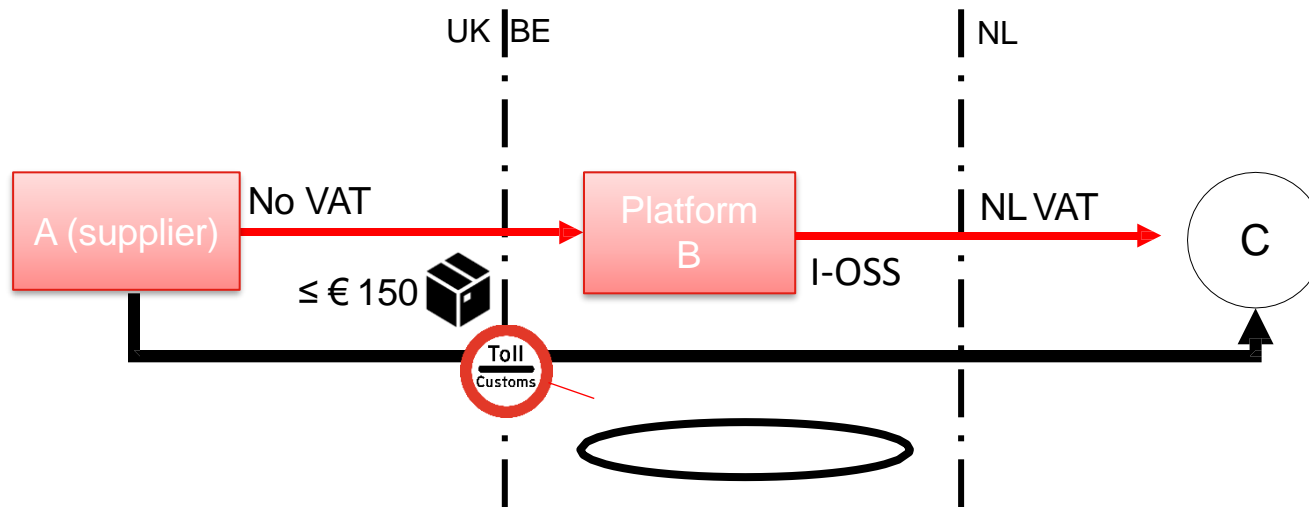 UK BE NL
A (supplier)
No VAT
Platform
B
NL VAT
C
I-OSS
≤ € 150
Toll
Customs